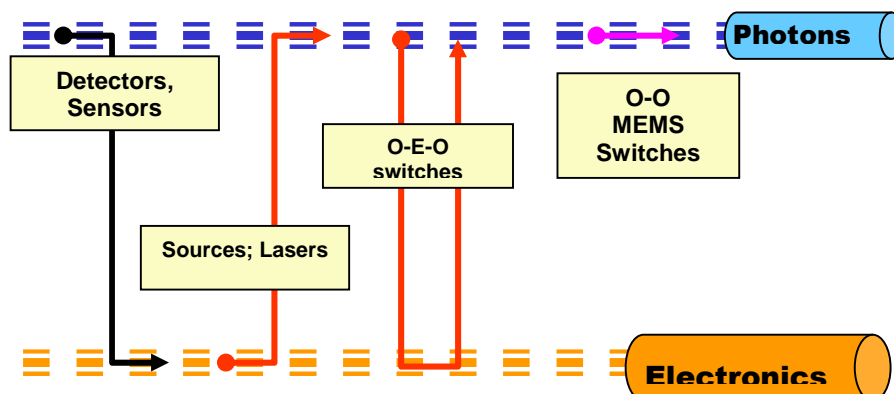 Photons
Detectors,
Sensors
O-O
MEMS
Switches
O-E-O
switches
Sources; Lasers
Electronics